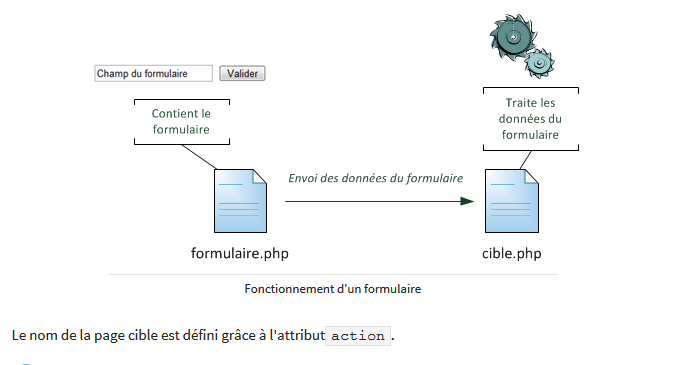 Champ du formulaire
Valider
Contient le
formulaire
Traite les
données du
formulaire
Envoi des données du formulaire
formulaire.php
cible.php
Fonctionnement d'un formulaire
Le nom de la page cible est défini grâce à l'attribut action .